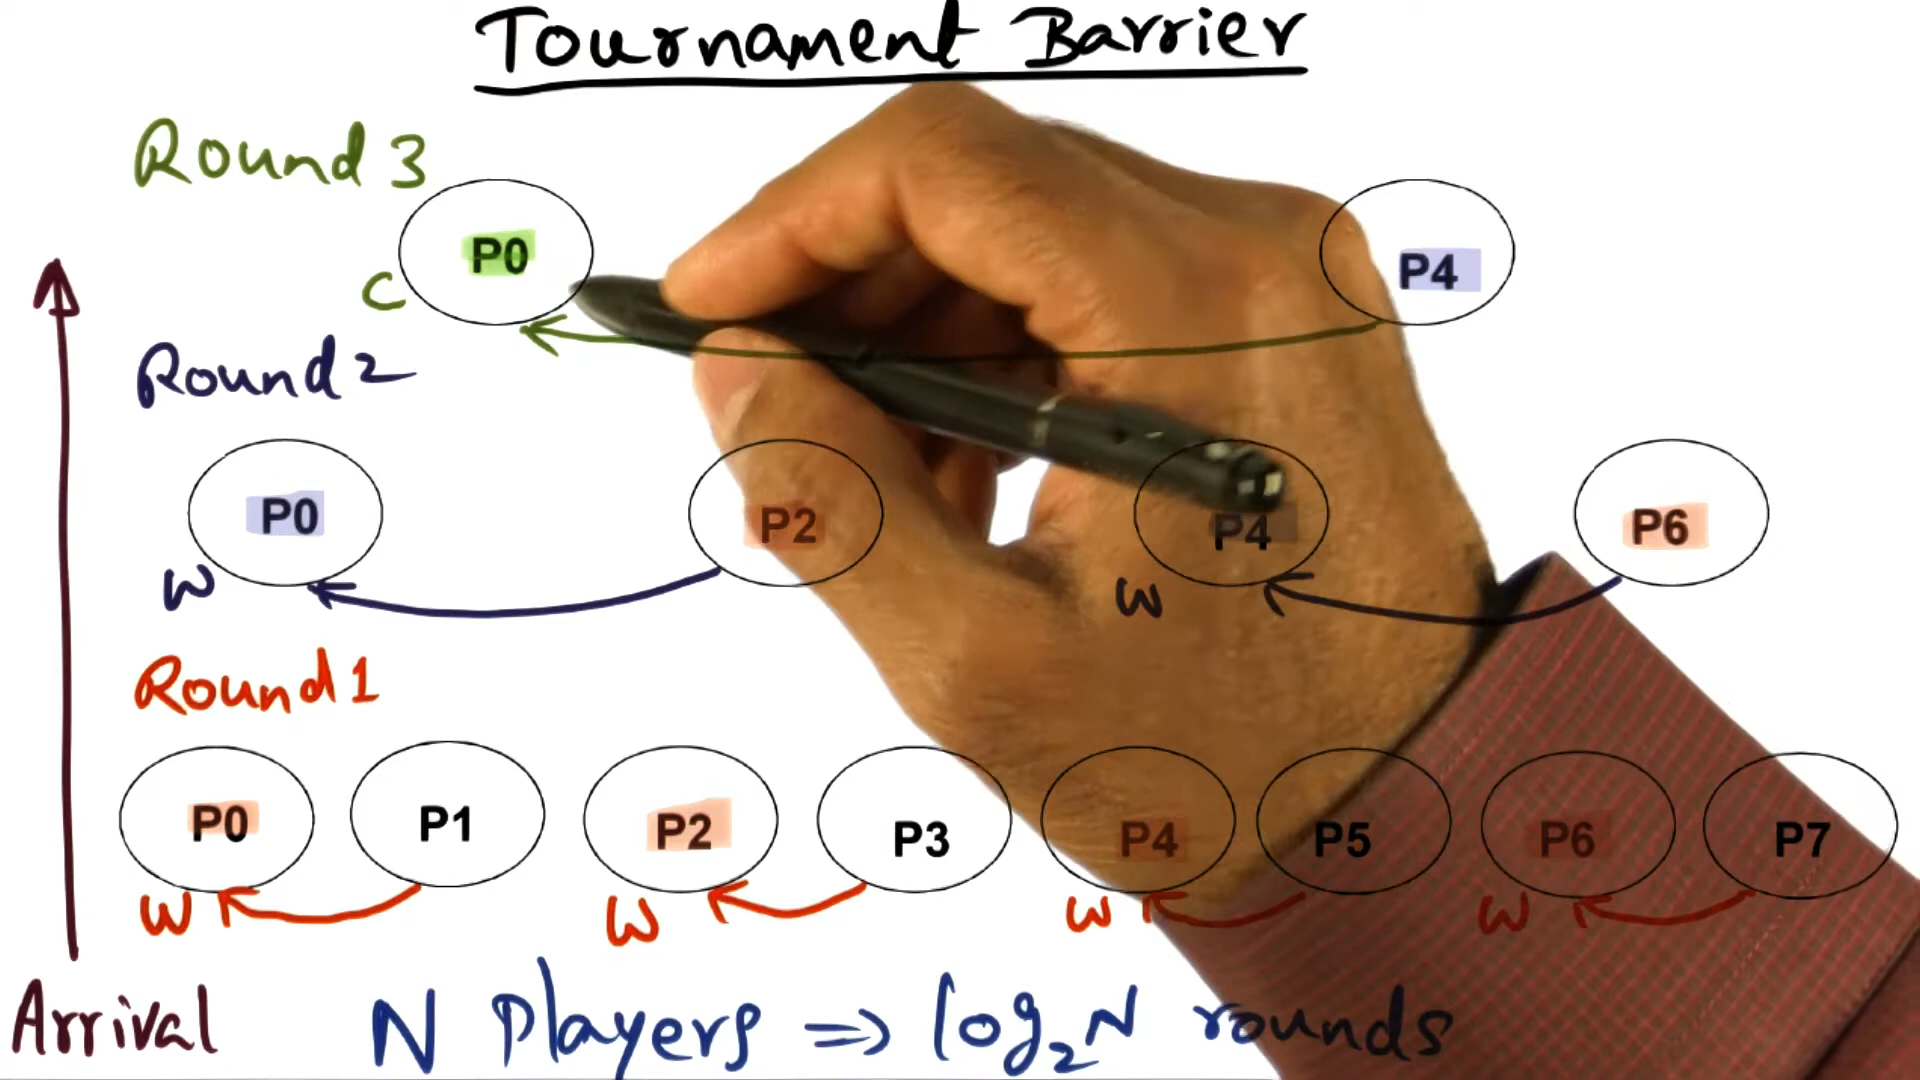 Tournament Barrier
Round 3
P0 P4
C
Round 2
P0 P2 P4 P6
W W
Round 1
P0 P1 P2 P3 P4 P5 P6 P7
W W W W
Arrival N Players => log2N rounds